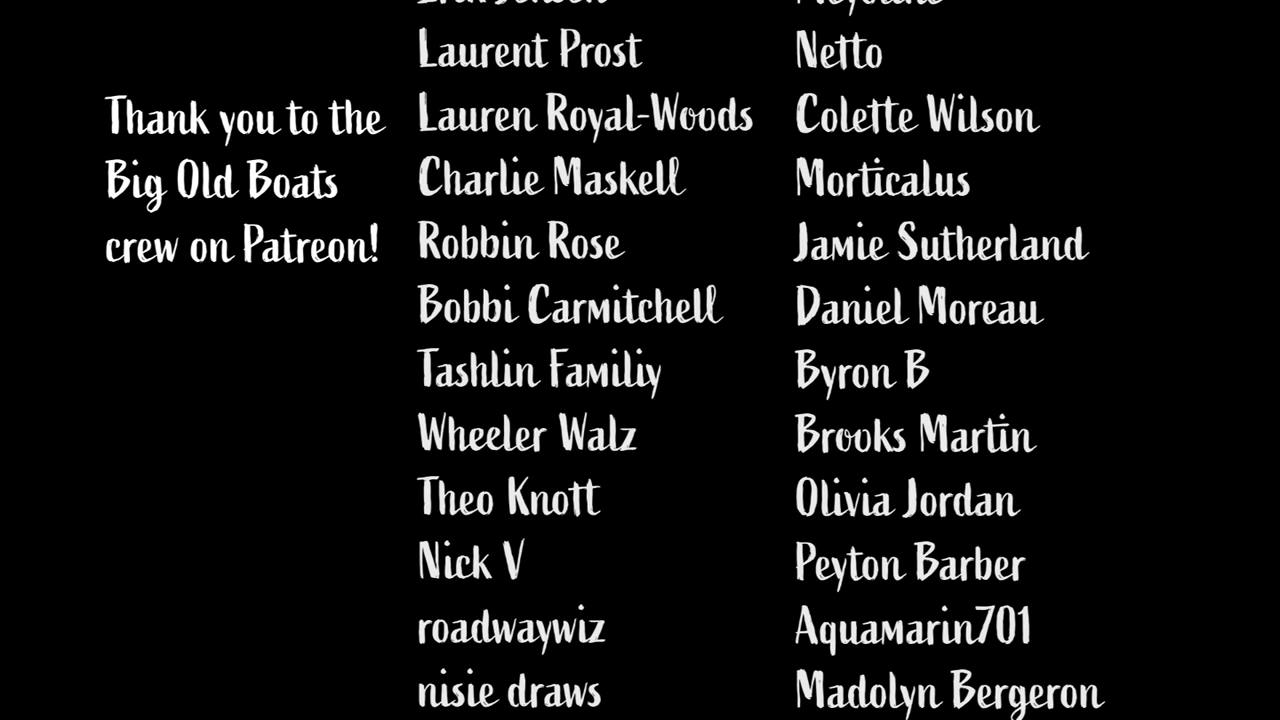 Thank you to the
Big Old Boats
crew on Patreon!
Laurent Prost
Lauren Royal-Woods
Charlie Maskell
Robbin Rose
Bobbi Carmitchell
Tashlin Familiy
Wheeler Walz
Theo Knott
Nick V
roadwaywiz
nisie draws
Netto
Colette Wilson
Morticalus
Jamie Sutherland
Daniel Moreau
Byron B
Brooks Martin
Olivia Jordan
Peyton Barber
Aquamarin701
Madolyn Bergeron